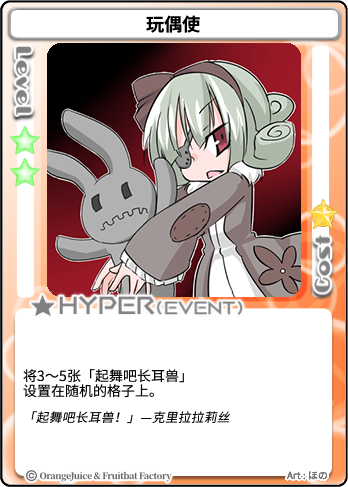 玩偶使
Level
Cost
HYPER(EVENT)
将3～5张「起舞吧长耳兽」
设置在随机的格子上。
「起舞吧长耳兽！」—克里拉拉莉丝
© OrangeJuice & Fruitbat Factory
Art : ほの